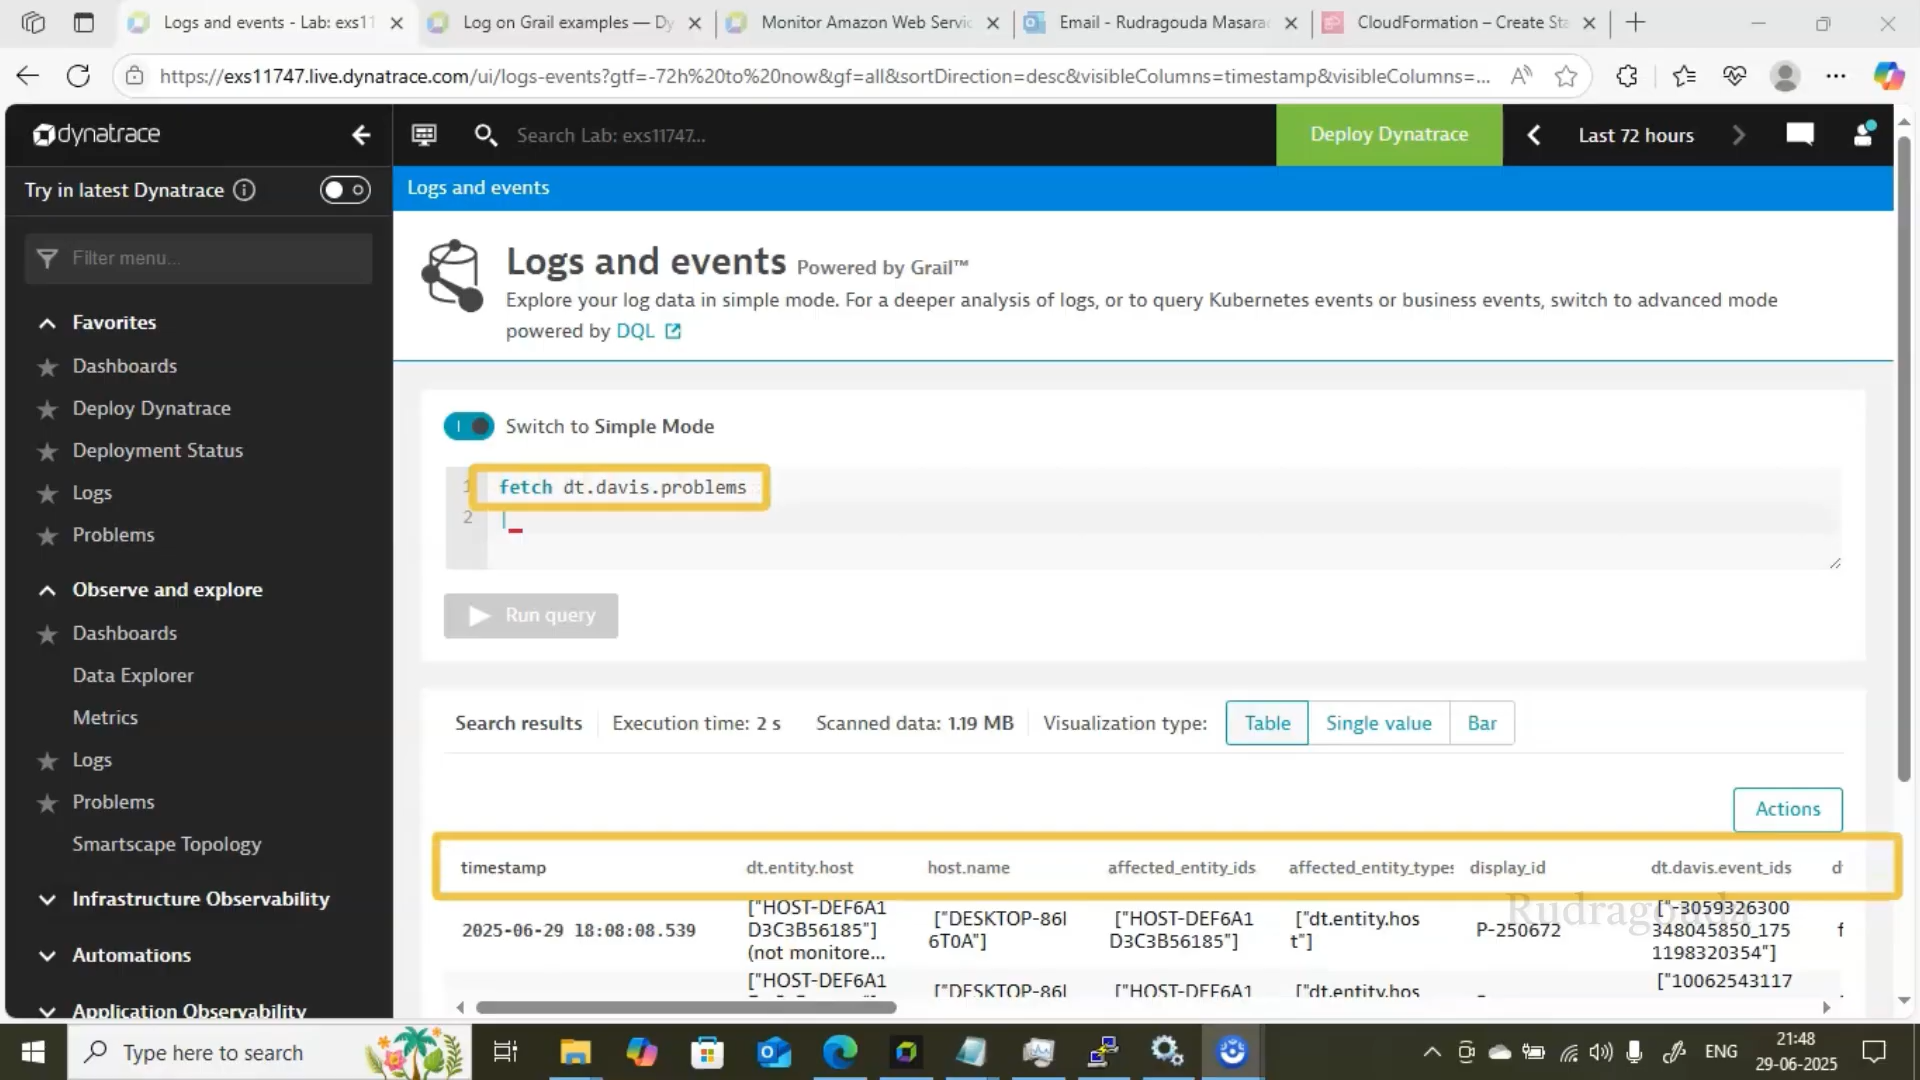 Logs and events - Lab: exs11
Log on Grail examples — Dy
Monitor Amazon Web Servic
Email - Rudragouda Masara
CloudFormation – Create Sta
https://exs11747.live.dynatrace.com/ui/logs-events?gtf=-72h%20to%20now&gf=all&sortDirection=desc&visibleColumns=timestamp&visibleColumns=...
dynatrace
Search Lab: exs11747...
Deploy Dynatrace
Last 72 hours
Try in latest Dynatrace
Logs and events
Filter menu...
Favorites
Dashboards
Deploy Dynatrace
Deployment Status
Logs
Problems
Observe and explore
Dashboards
Data Explorer
Metrics
Logs
Problems
Smartscape Topology
Infrastructure Observability
Automations
Application Observability
Logs and events Powered by Grail™
Explore your log data in simple mode. For a deeper analysis of logs, or to query Kubernetes events or business events, switch to advanced mode
powered by DQL
Switch to Simple Mode
1 fetch dt.davis.problems
2
Run query
Search results Execution time: 2 s Scanned data: 1.19 MB Visualization type: Table Single value Bar
Actions
timestamp dt.entity.host host.name affected_entity_ids affected_entity_types display_id dt.davis.event_ids
2025-06-29 18:08:08.539
["HOST-DEF6A1
D3C3B56185"]
(not monitore...
["DESKTOP-86I
6T0A"]
["HOST-DEF6A1
D3C3B56185"]
["dt.entity.hos
t"]
P-250672
["-3059326300
348045850_175
1198320354"]
["HOST-DEF6A1
["DESKTOP-86I
["HOST-DEF6A1
["dt.entity.hos
["10062543117
Rudragouda
Type here to search
ENG
21:48
29-06-2025